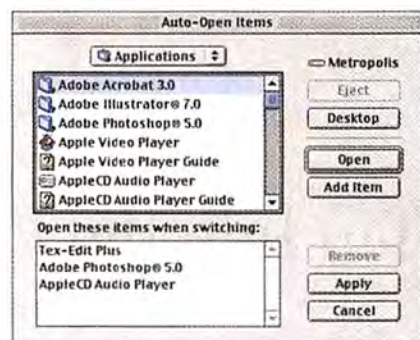 Auto-Open Items
Applications
Metropolis
Adobe Acrobat 3.0
Adobe Illustrator® 7.0
Adobe Photoshop® 5.0
Apple Video Player
Apple Video Player Guide
AppleCD Audio Player
AppleCD Audio Player Guide
Eject
Desktop
Open
Add Item
Open these items when switching:
Tex-Edit Plus
Adobe Photoshop® 5.0
AppleCD Audio Player
Remove
Apply
Cancel